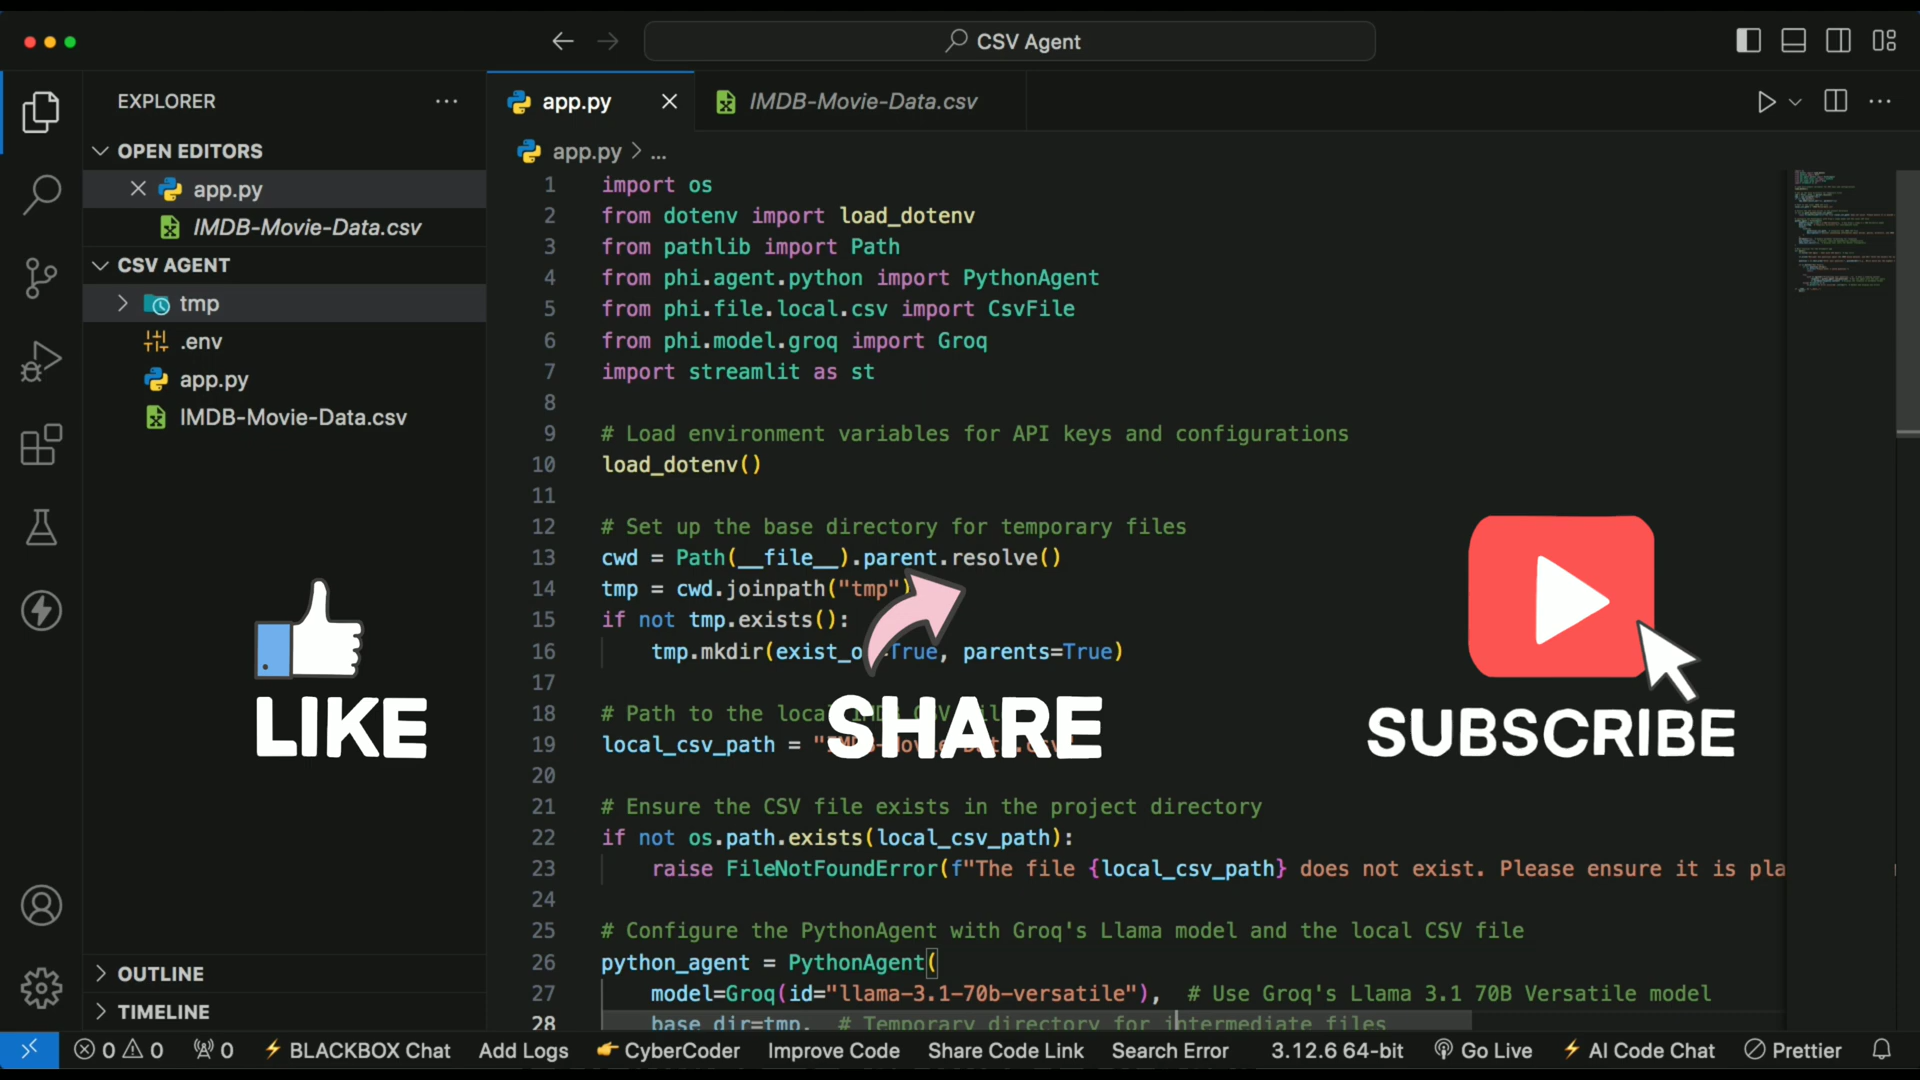 CSV Agent
EXPLORER
OPEN EDITORS
app.py
IMDB-Movie-Data.csv
CSV AGENT
tmp
.env
app.py
IMDB-Movie-Data.csv
OUTLINE
TIMELINE
app.py
IMDB-Movie-Data.csv
app.py > ...
1 import os
2 from dotenv import load_dotenv
3 from pathlib import Path
4 from phi.agent.python import PythonAgent
5 from phi.file.local.csv import CsvFile
6 from phi.model.groq import Groq
7 import streamlit as st
8
9 # Load environment variables for API keys and configurations
10 load_dotenv()
11
12 # Set up the base directory for temporary files
13 cwd = Path(__file__).parent.resolve()
14 tmp = cwd.joinpath("tmp")
15 if not tmp.exists():
16 tmp.mkdir(exist_o =True, parents=True)
17
18 # Path to the local IMDB CSV
19 local_csv_path =
20
21 # Ensure the CSV file exists in the project directory
22 if not os.path.exists(local_csv_path):
23 raise FileNotFoundError(f"The file {local_csv_path} does not exist. Please ensure it is pla
24
25 # Configure the PythonAgent with Groq's Llama model and the local CSV file
26 python_agent = PythonAgent(
27 model=Groq(id="llama-3.1-70b-versatile"), # Use Groq's Llama 3.1 70B Versatile model
28 base_dir=tmp, # Temporary directory for intermediate files
LIKE
SHARE
SUBSCRIBE
0 0 0 BLACKBOX Chat Add Logs CyberCoder Improve Code Share Code Link Search Error 3.12.6 64-bit Go Live AI Code Chat Prettier